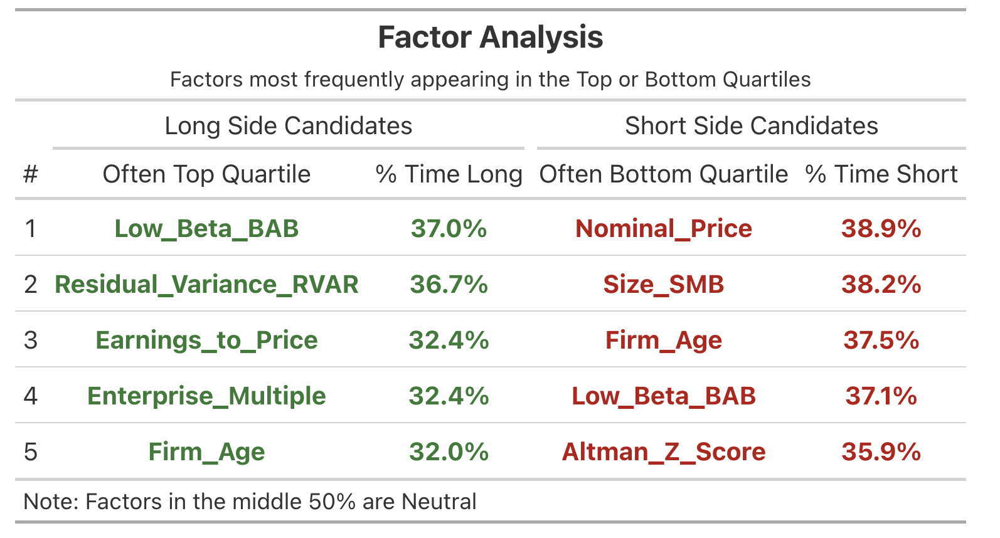 Factor Analysis
Factors most frequently appearing in the Top or Bottom Quartiles
Long Side Candidates Short Side Candidates
# Often Top Quartile % Time Long Often Bottom Quartile % Time Short
1 Low_Beta_BAB 37.0% Nominal_Price 38.9%
2 Residual_Variance_RVAR 36.7% Size_SMB 38.2%
3 Earnings_to_Price 32.4% Firm_Age 37.5%
4 Enterprise_Multiple 32.4% Low_Beta_BAB 37.1%
5 Firm_Age 32.0% Altman_Z_Score 35.9%
Note: Factors in the middle 50% are Neutral